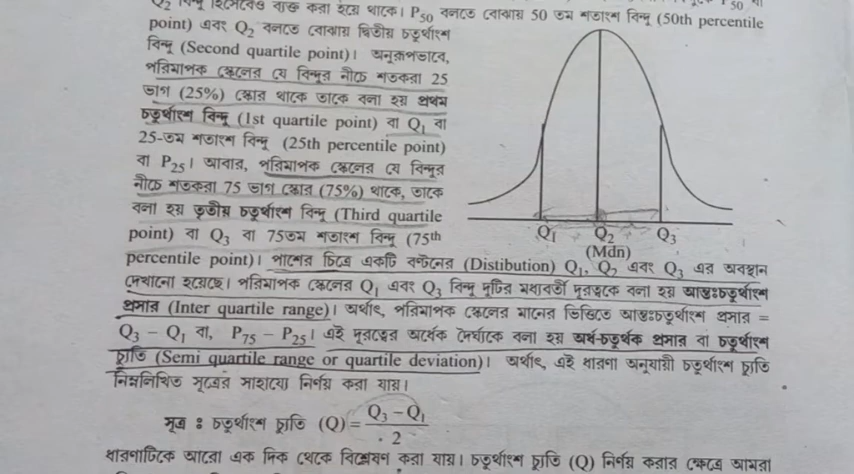 Q₂ বিন্দু হিসেবেও ব্যক্ত করা হয়ে থাকে। P₅₀ বলতে বোঝায় 50 তম শতাংশ বিন্দু (50th percentile
point) এবং Q₂ বলতে বোঝায় দ্বিতীয় চতুর্থাংশ
বিন্দু (Second quartile point)। অনুরূপভাবে,
পরিমাপক স্কেলের যে বিন্দুর নীচে শতকরা 25
ভাগ (25%) স্কোর থাকে তাকে বলা হয় প্রথম
চতুর্থাংশ বিন্দু (1st quartile point) বা Q₁ বা
25-তম শতাংশ বিন্দু (25th percentile point)
বা P₂₅। আবার, পরিমাপক স্কেলের যে বিন্দুর
নীচে শতকরা 75 ভাগ স্কোর (75%) থাকে, তাকে
বলা হয় তৃতীয় চতুর্থাংশ বিন্দু (Third quartile
point) বা Q₃ বা 75তম শতাংশ বিন্দু (75th
percentile point)। পাশের চিত্রে একটি বণ্টনের (Distibution) Q₁, Q₂ এবং Q₃ এর অবস্থান
দেখানো হয়েছে। পরিমাপক স্কেলের Q₁ এবং Q₃ বিন্দু দুটির মধ্যবর্তী দূরত্বকে বলা হয় আন্তঃচতুর্থাংশ
প্রসার (Inter quartile range)। অর্থাৎ, পরিমাপক স্কেলের মানের ভিত্তিতে আন্তঃচতুর্থাংশ প্রসার =
Q₃ − Q₁ বা, P₇₅ − P₂₅। এই দূরত্বের অর্ধেক দৈর্ঘ্যকে বলা হয় অর্ধ-চতুর্থক প্রসার বা চতুর্থাংশ
চ্যুতি (Semi quartile range or quartile deviation)। অর্থাৎ, এই ধারণা অনুযায়ী চতুর্থাংশ চ্যুতি
নিম্নলিখিত সূত্রের সাহায্যে নির্ণয় করা যায়।
সূত্র ঃ চতুর্থাংশ চ্যুতি (Q) = Q₃ − Q₁
2
ধারণাটিকে আরো এক দিক থেকে বিশ্লেষণ করা যায়। চতুর্থাংশ চ্যুতি (Q) নির্ণয় করার ক্ষেত্রে আমরা
Q₁ Q₂ Q₃
(Mdn)